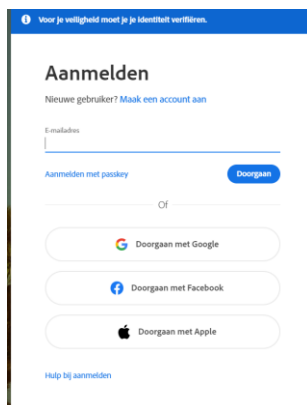 Voor je veiligheid moet je je identiteit verifiëren.
Aanmelden
Nieuwe gebruiker? Maak een account aan
E-mailadres
Aanmelden met passkey
Doorgaan
Of
Doorgaan met Google
Doorgaan met Facebook
Doorgaan met Apple
Hulp bij aanmelden